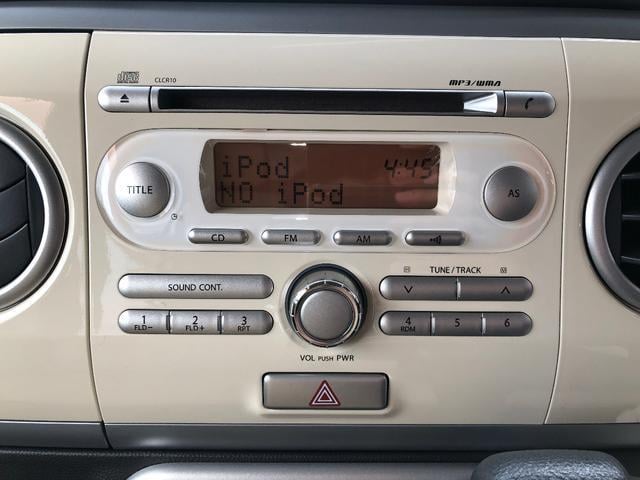 CLCR10
MP3/WMA
iPod 4:45
NO iPod
TITLE
AS
CD
FM
AM
SOUND CONT.
TUNE/TRACK
1
FLD-
2
FLD+
3
RPT
4
RDM
5
6
VOL PUSH PWR